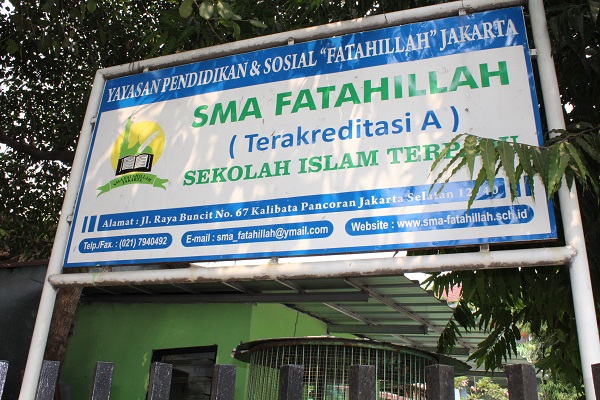 YAYASAN PENDIDIKAN & SOSIAL "FATAHILLAH" JAKARTA
SMA FATAHILLAH
( Terakreditasi A )
SEKOLAH ISLAM
Alamat : Jl. Raya Buncit No. 67 Kalibata Pancoran Jakarta Selatan
Telp./Fax. : (021) 7940492
E-mail : sma_fatahillah@ymail.com
Website : www.sma-fatahillah.sch.id